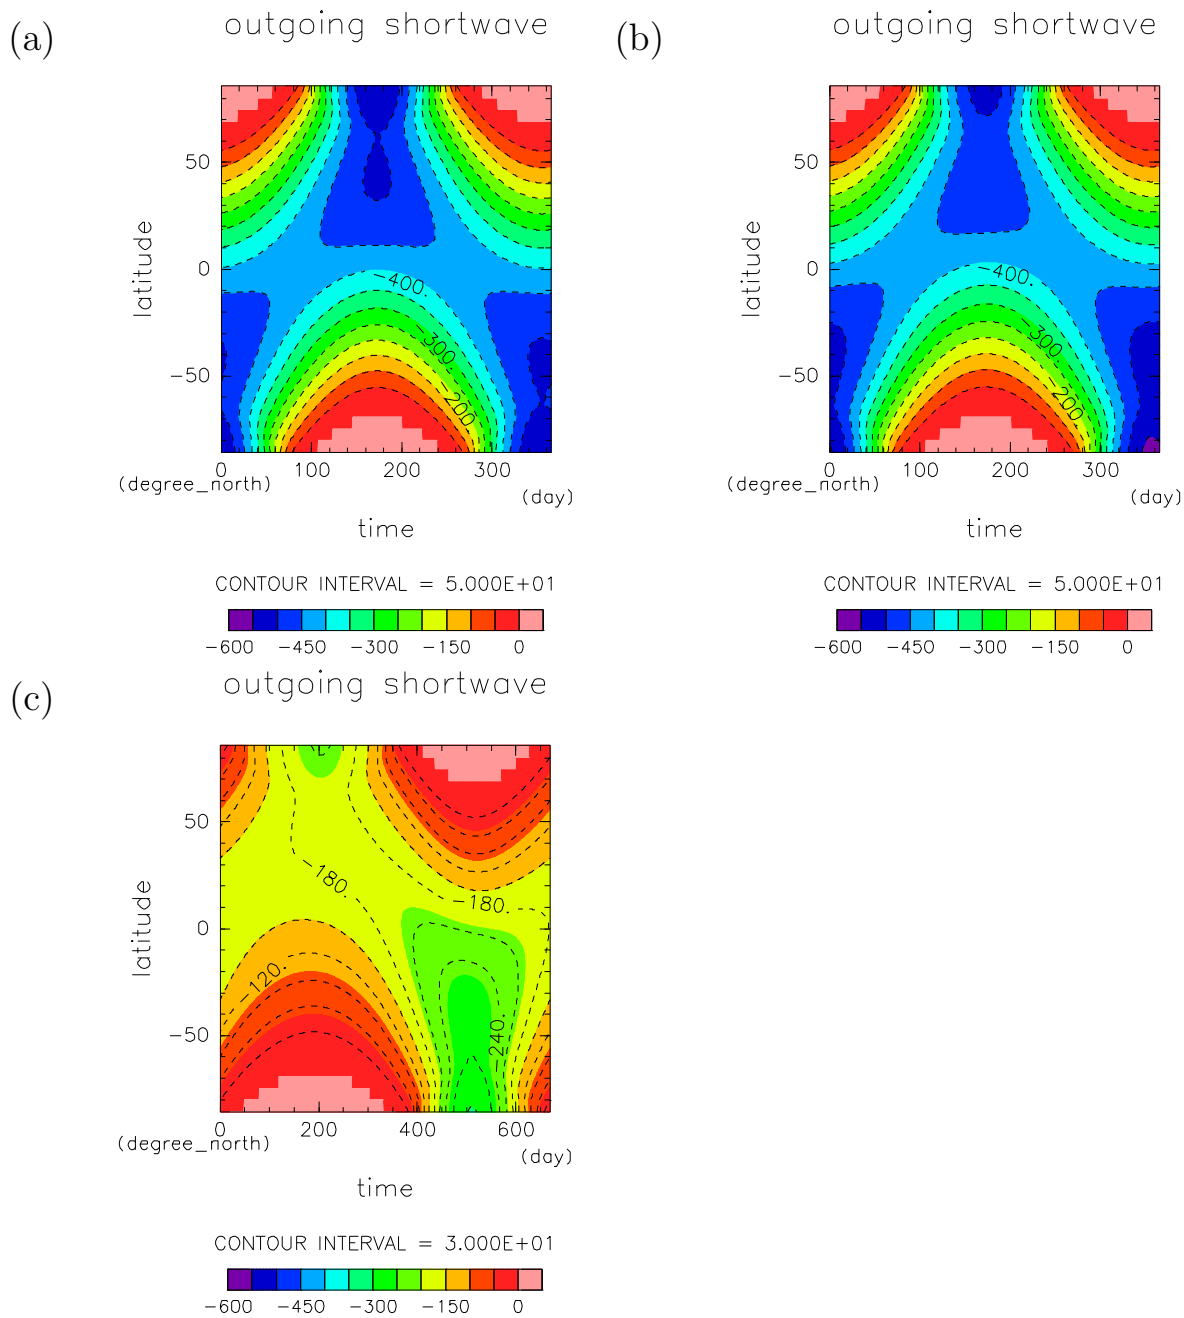 (a)
outgoing shortwave
latitude
50
0
−50
−400.
−300.
−200.
0 100 200 300
(degree_north)
(day)
time
CONTOUR INTERVAL = 5.000E+01
−600 −450 −300 −150 0
(b)
outgoing shortwave
latitude
50
0
−50
−400.
−300.
−200.
0 100 200 300
(degree_north)
(day)
time
CONTOUR INTERVAL = 5.000E+01
−600 −450 −300 −150 0
(c)
outgoing shortwave
latitude
50
0
−50
−180.
−180.
−120.
−240.
0 200 400 600
(degree_north)
(day)
time
CONTOUR INTERVAL = 3.000E+01
−600 −450 −300 −150 0